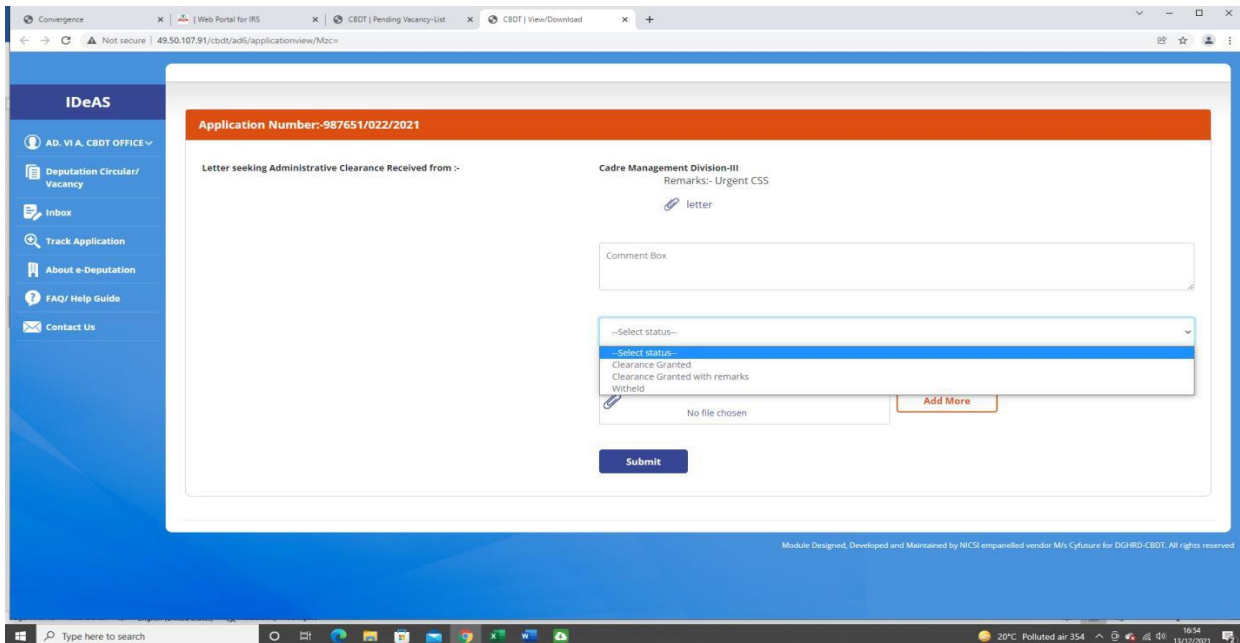 Convergence
| Web Portal for IRS
CBDT | Pending Vacancy-List
CBDT | View/Download
Not secure | 49.50.107.91/cbdt/ad6/applicationview/Mzc=
IDeAS
AD. VI A, CBDT OFFICE
Deputation Circular/
Vacancy
Inbox
Track Application
About e-Deputation
FAQ/ Help Guide
Contact Us
Application Number:-987651/022/2021
Letter seeking Administrative Clearance Received from :-
Cadre Management Division-III
Remarks:- Urgent CSS
letter
Comment Box
--Select status--
--Select status--
Clearance Granted
Clearance Granted with remarks
Witheld
No file chosen
Add More
Submit
Module Designed, Developed and Maintained by NICSI empanelled vendor M/s Cyfuture for DGHRD-CBDT. All rights reserved
Type here to search
20°C Polluted air 354
16:54
13/12/2021